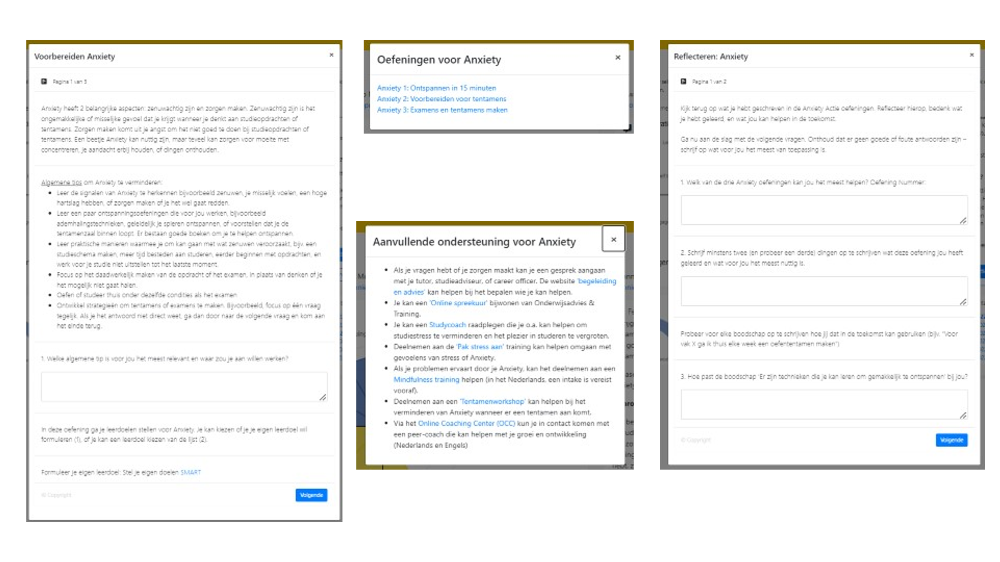 Voorbereiden Anxiety
×
Pagina 1 van 3
Anxiety heeft 2 belangrijke aspecten: zenuwachtig zijn en zorgen maken. Zenuwachtig zijn is het
ongemakkelijke of misselijke gevoel dat je krijgt wanneer je denkt aan studieopdrachten of
tentamens. Zorgen maken komt uit je angst om het niet goed te doen bij studieopdrachten of
tentamens. Een beetje Anxiety kan nuttig zijn, maar teveel kan zorgen voor moeite met
concentreren, je aandacht erbij houden, of dingen onthouden.
Algemene tips om Anxiety te verminderen:
• Leer de signalen van Anxiety te herkennen bijvoorbeeld zenuwen, je misselijk voelen, een hoge
hartslag hebben, of zorgen maken of je het wel gaat redden.
• Leer een paar ontspanningsoefeningen die voor jou werken, bijvoorbeeld
ademhalingstechnieken, geleidelijk je spieren ontspannen, of voorstellen dat je de
tentamenzaal binnen loopt. Er bestaan goede boeken om je te helpen ontspannen.
• Leer praktische manieren waarmee je om kan gaan met wat zenuwen veroorzaakt, bijv. een
studieschema maken, meer tijd besteden aan studeren, eerder beginnen met opdrachten, en
werk voor je studie niet uitstellen tot het laatste moment.
• Focus op het daadwerkelijk maken van de opdracht of het examen, in plaats van denken of je
het mogelijk niet gaat halen.
• Oefen of studeer thuis onder dezelfde condities als het examen
• Ontwikkel strategieën om tentamens of examens te maken. Bijvoorbeeld, focus op één vraag
tegelijk. Als je het antwoord niet direct weet, ga dan door naar de volgende vraag en kom aan
het einde terug.
1. Welke algemene tip is voor jou het meest relevant en waar zou je aan willen werken?
In deze oefening ga je leerdoelen stellen voor Anxiety. Je kan kiezen of je je eigen leerdoel wil
formuleren (1), of je kan een leerdoel kiezen van de lijst (2).
Formuleer je eigen leerdoel: Stel je eigen doelen SMART
© Copyright
Volgende
Oefeningen voor Anxiety
×
Anxiety 1: Ontspannen in 15 minuten
Anxiety 2: Voorbereiden voor tentamens
Anxiety 3: Examens en tentamens maken
Aanvullende ondersteuning voor Anxiety
×
• Als je vragen hebt of je zorgen maakt kan je een gesprek aangaan
met je tutor, studieadviseur, of career officer. De website 'begeleiding
en advies' kan helpen bij het bepalen wie je kan helpen.
• Je kan een 'Online spreekuur' bijwonen van Onderwijsadvies &
Training.
• Je kan een Studycoach raadplegen die je o.a. kan helpen om
studiestress te verminderen en het plezier in studeren te vergroten.
• Deelnemen aan de 'Pak stress aan' training kan helpen omgaan met
gevoelens van stress of Anxiety.
• Als je problemen ervaart door je Anxiety, kan het deelnemen aan een
Mindfulness training helpen (in het Nederlands, een intake is vereist
vooraf).
• Deelnemen aan een 'Tentamenworkshop' kan helpen bij het
verminderen van Anxiety wanneer er een tentamen aan komt.
• Via het Online Coaching Center (OCC) kun je in contact komen met
een peer-coach die kan helpen met je groei en ontwikkeling
(Nederlands en Engels)
Reflecteren: Anxiety
×
Pagina 1 van 2
Kijk terug op wat je hebt geschreven in de Anxiety Actie oefeningen. Reflecteer hierop, bedenk wat
je hebt geleerd, en wat jou kan helpen in de toekomst.
Ga nu aan de slag met de volgende vragen. Onthoud dat er geen goede of foute antwoorden zijn –
schrijf op wat voor jou het meest van toepassing is.
1. Welk van de drie Anxiety oefeningen kan jou het meest helpen? Oefening Nummer:
2. Schrijf minstens twee (en probeer een derde) dingen op te schrijven wat deze oefening jou heeft
geleerd en wat voor jou het meest nuttig is.
Probeer voor elke boodschap op te schrijven hoe jij dat in de toekomst kan gebruiken (bijv. "Voor
vak X ga ik thuis elke week een oefententamen maken")
3. Hoe past de boodschap 'Er zijn technieken die je kan leren om gemakkelijk te ontspannen' bij jou?
© Copyright
Volgende